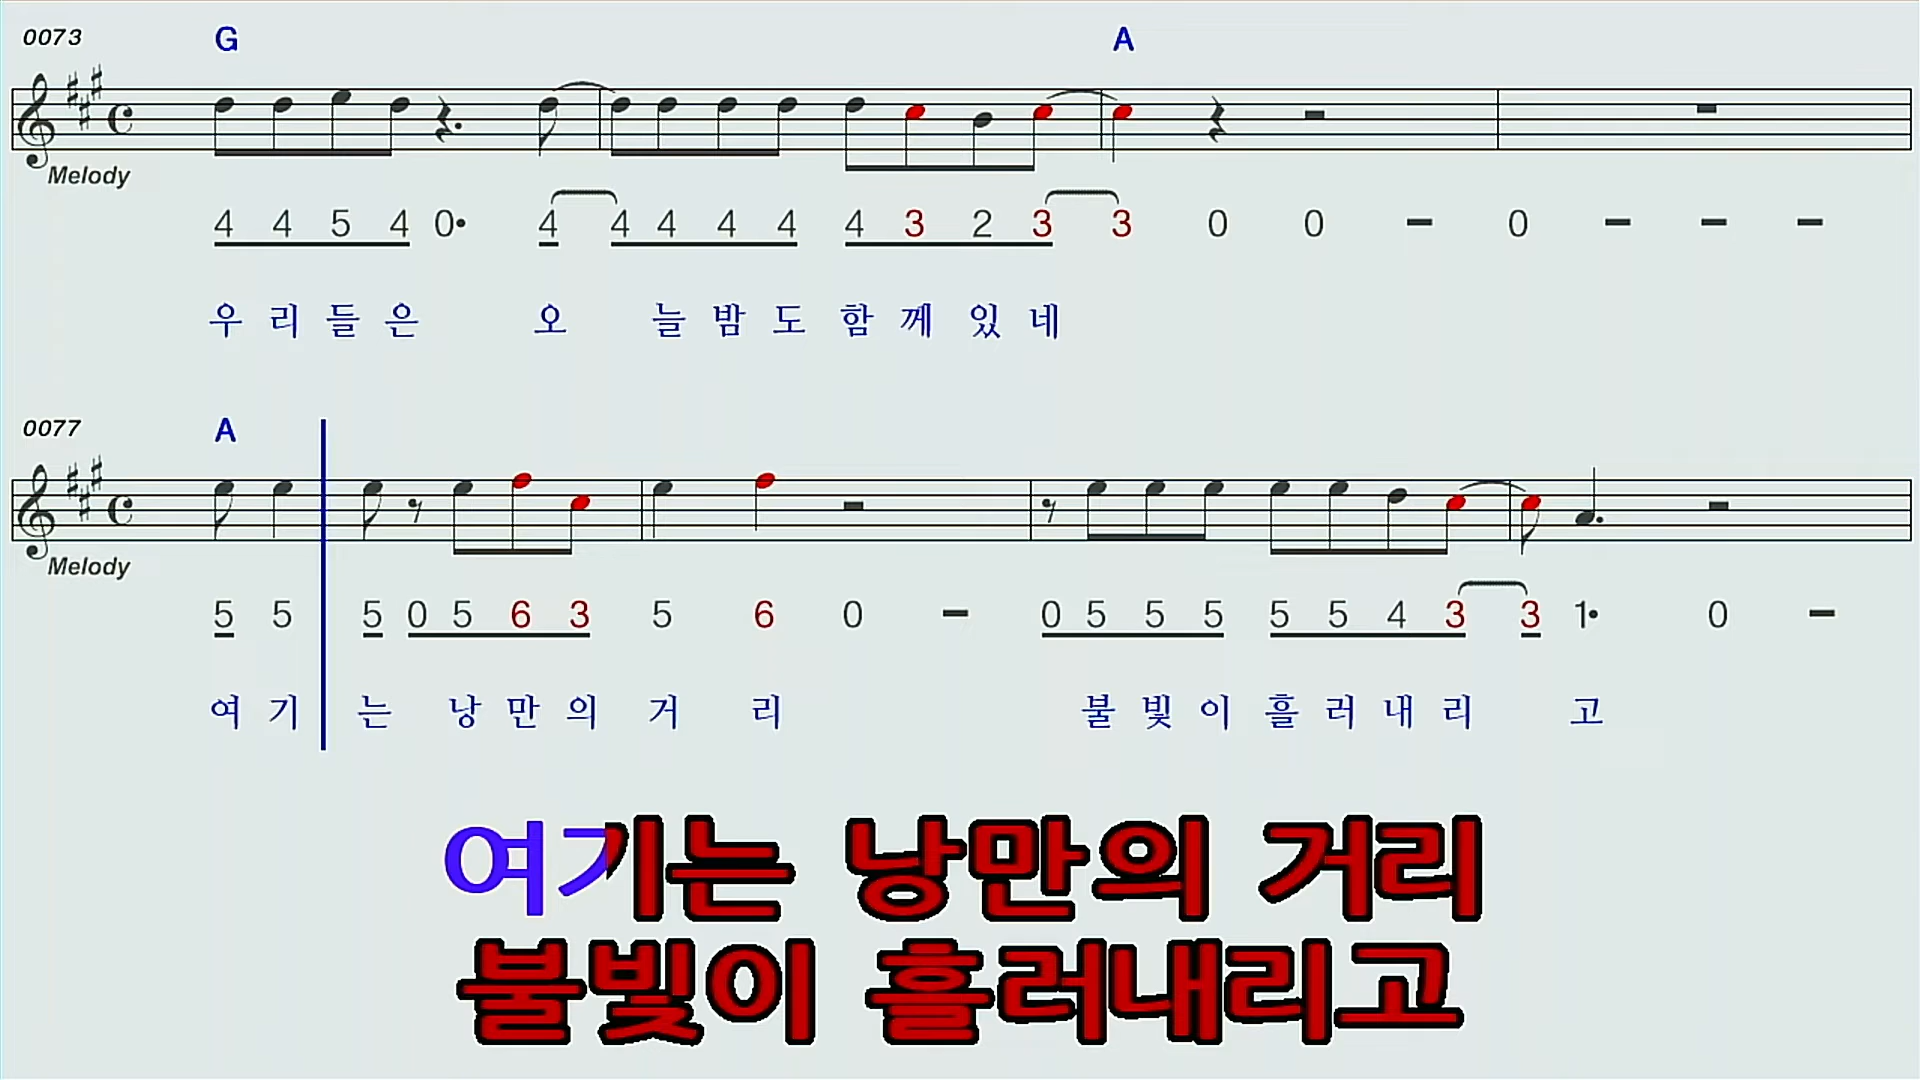 0073 G A
Melody
4 4 5 4 0• 4 4 4 4 4 4 3 2 3 3 0 0 - 0 - - -
우 리 들 은 오 늘 밤 도 함 께 있 네
0077 A
Melody
5 5 5 0 5 6 3 5 6 0 - 0 5 5 5 5 5 4 3 3 1• 0 -
여 기 는 낭 만 의 거 리 불 빛 이 흘 러 내 리 고
여기는 낭만의 거리
불빛이 흘러내리고